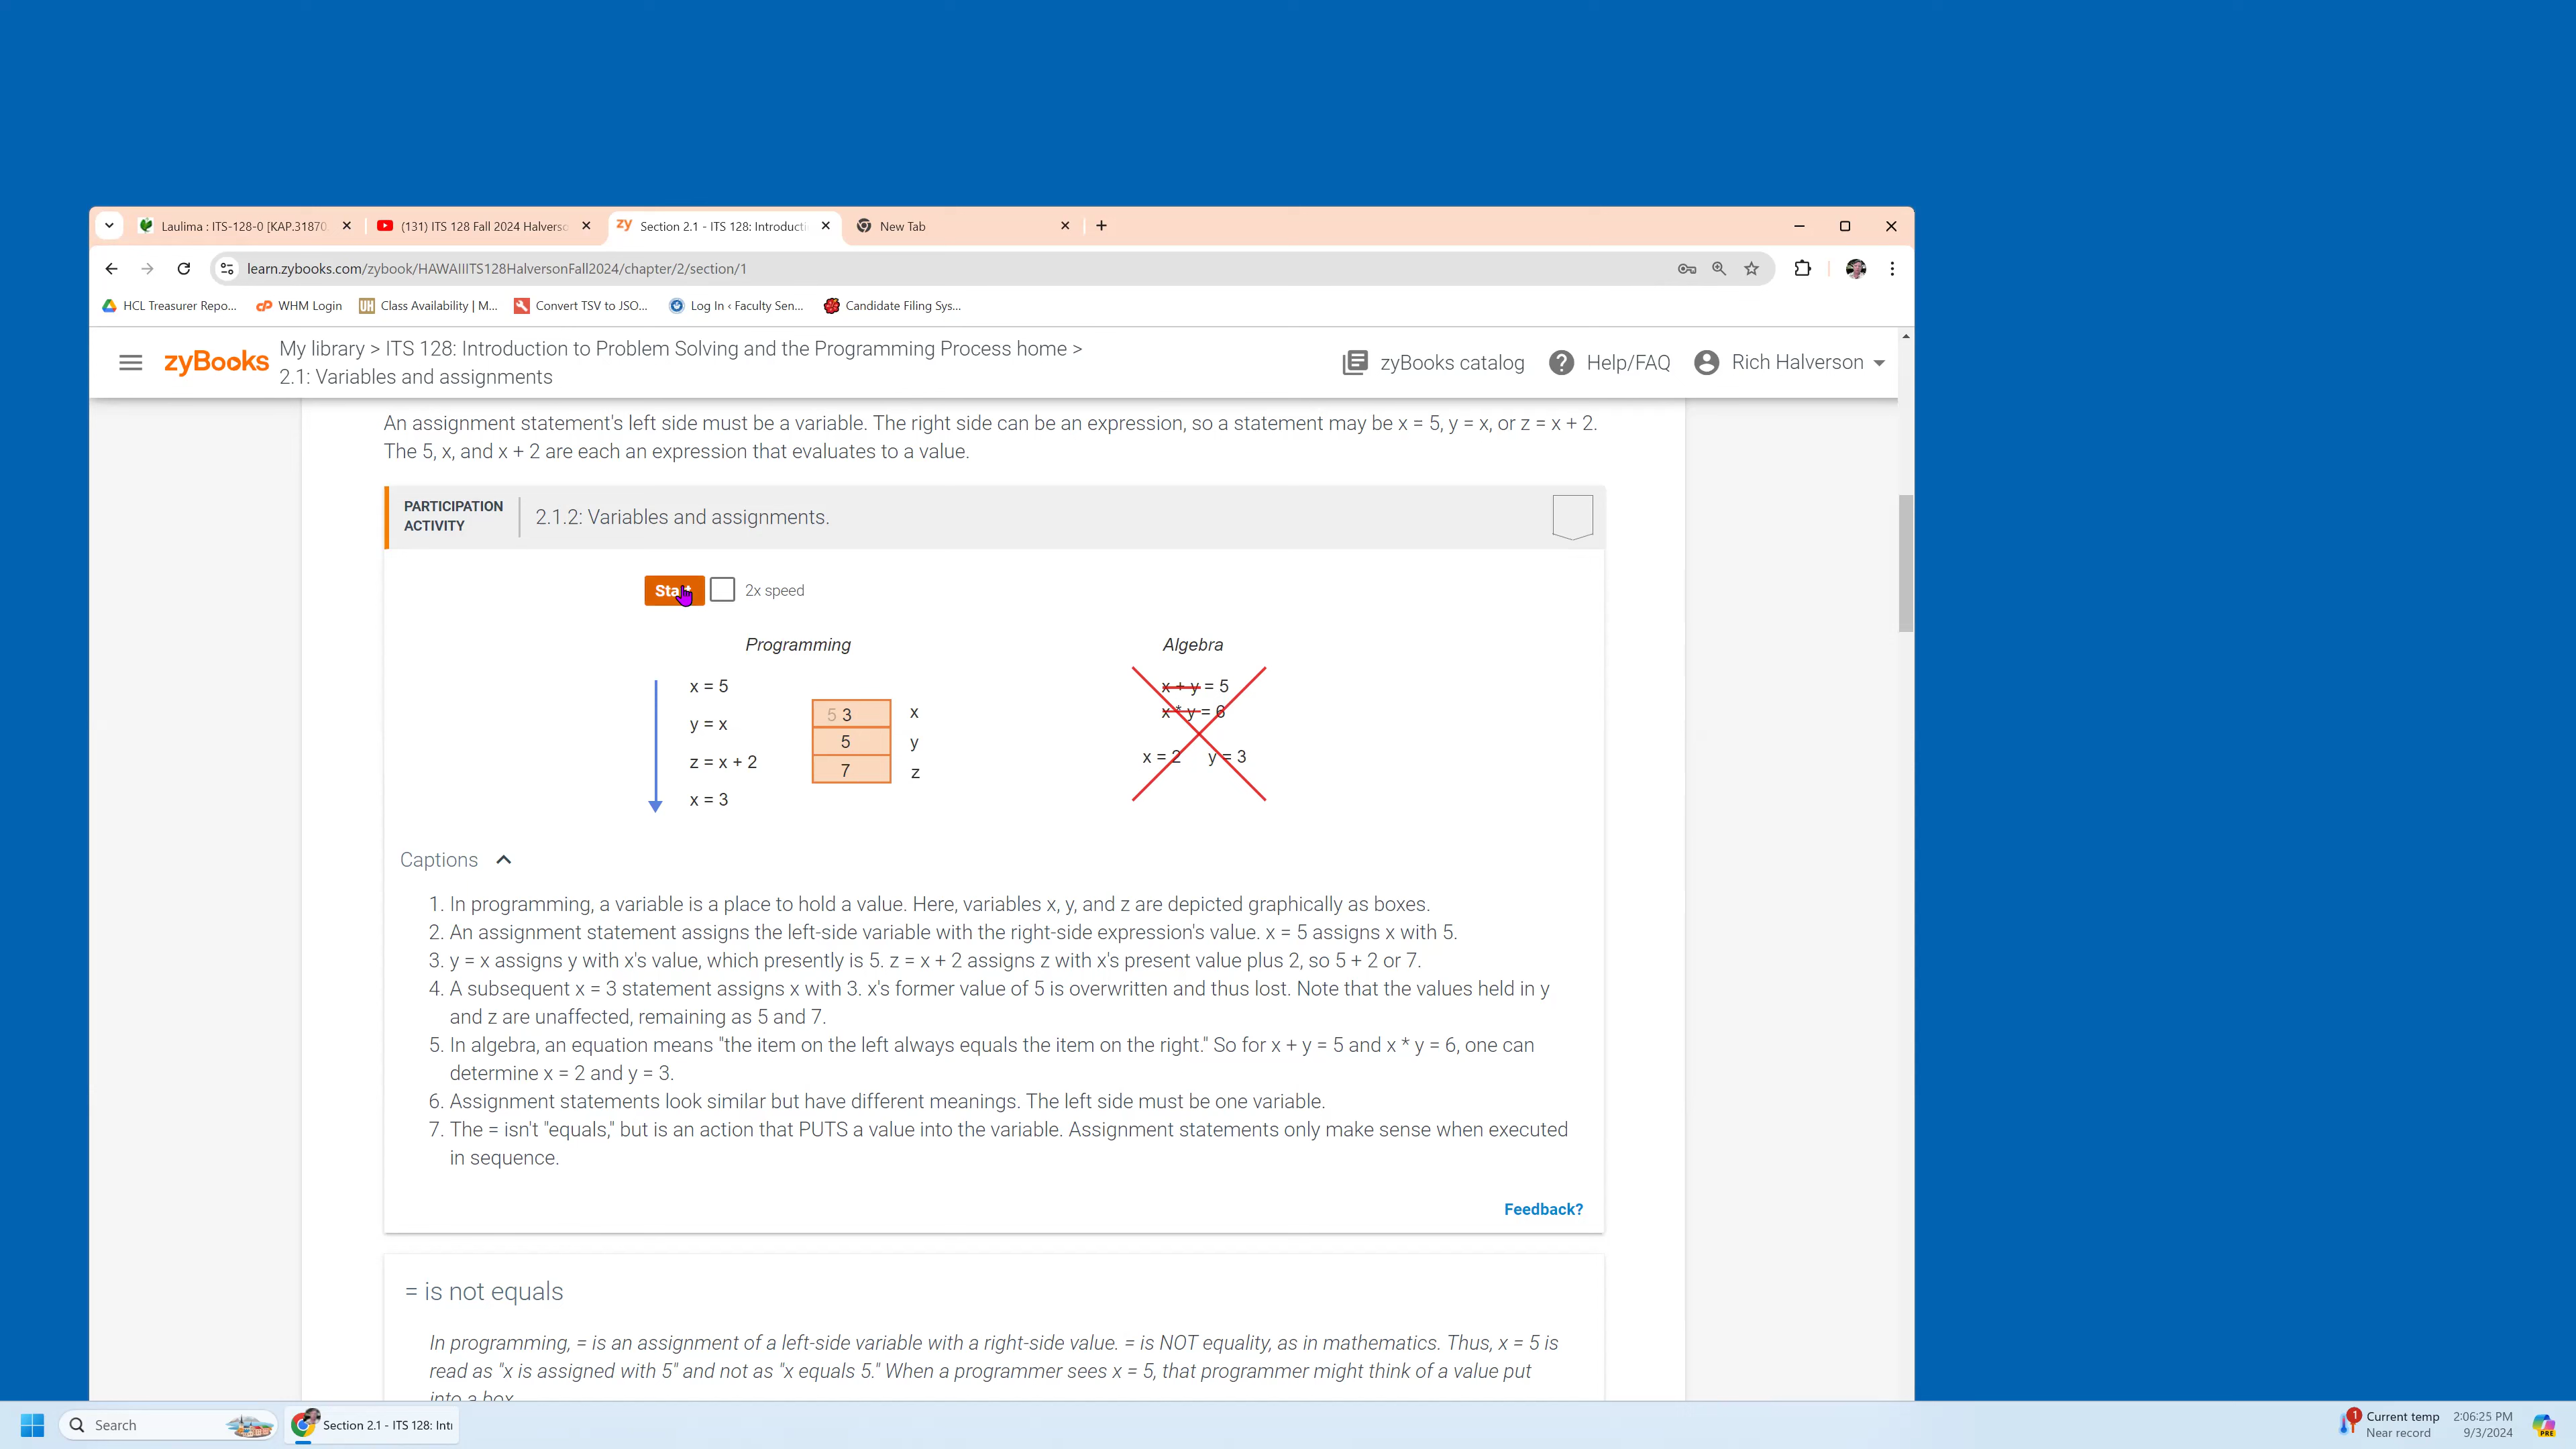 Laulima : ITS-128-0 [KAP.31870
(131) ITS 128 Fall 2024 Halverso
zy Section 2.1 - ITS 128: Introducti
New Tab
learn.zybooks.com/zybook/HAWAIIITS128HalversonFall2024/chapter/2/section/1
HCL Treasurer Repo...
WHM Login
UH Class Availability | M...
Convert TSV to JSO...
Log In ‹ Faculty Sen...
Candidate Filing Sys...
zyBooks
My library > ITS 128: Introduction to Problem Solving and the Programming Process home >
2.1: Variables and assignments
zyBooks catalog
Help/FAQ
Rich Halverson
An assignment statement's left side must be a variable. The right side can be an expression, so a statement may be x = 5, y = x, or z = x + 2.
The 5, x, and x + 2 are each an expression that evaluates to a value.
PARTICIPATION
ACTIVITY
2.1.2: Variables and assignments.
Start
2x speed
Programming
x = 5
y = x
z = x + 2
x = 3
5 3 x
5 y
7 z
Algebra
x + y = 5
x * y = 6
x = 2 y = 3
Captions
1. In programming, a variable is a place to hold a value. Here, variables x, y, and z are depicted graphically as boxes.
2. An assignment statement assigns the left-side variable with the right-side expression's value. x = 5 assigns x with 5.
3. y = x assigns y with x's value, which presently is 5. z = x + 2 assigns z with x's present value plus 2, so 5 + 2 or 7.
4. A subsequent x = 3 statement assigns x with 3. x's former value of 5 is overwritten and thus lost. Note that the values held in y
and z are unaffected, remaining as 5 and 7.
5. In algebra, an equation means "the item on the left always equals the item on the right." So for x + y = 5 and x * y = 6, one can
determine x = 2 and y = 3.
6. Assignment statements look similar but have different meanings. The left side must be one variable.
7. The = isn't "equals," but is an action that PUTS a value into the variable. Assignment statements only make sense when executed
in sequence.
Feedback?
= is not equals
In programming, = is an assignment of a left-side variable with a right-side value. = is NOT equality, as in mathematics. Thus, x = 5 is
read as "x is assigned with 5" and not as "x equals 5." When a programmer sees x = 5, that programmer might think of a value put
into a box
Search
Section 2.1 - ITS 128: Int
1
Current temp
Near record
2:06:25 PM
9/3/2024
PRE